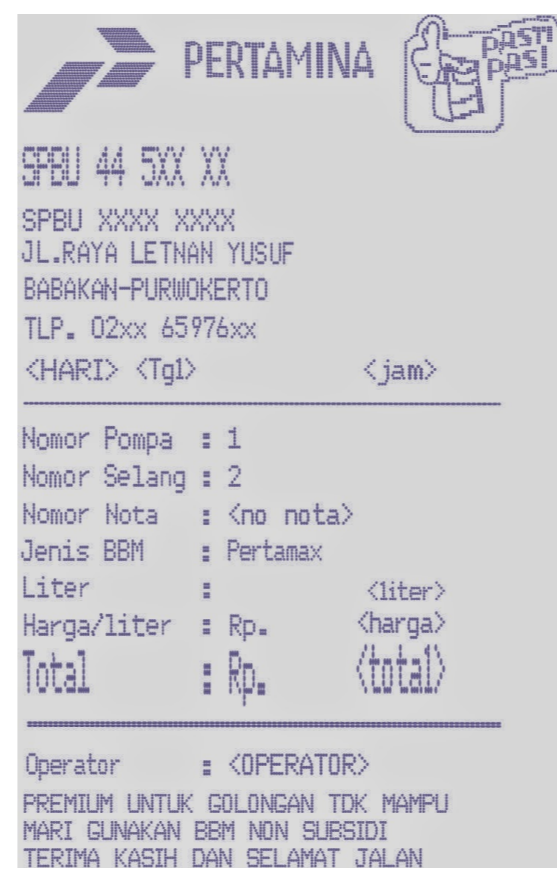 PERTAMINA
PASTI
PAS!
SPBU 44 5XX XX
SPBU XXXX XXXX
JL.RAYA LETNAN YUSUF
BABAKAN-PURWOKERTO
TLP. 02xx 65976xx
<HARI> <Tgl> <jam>
Nomor Pompa : 1
Nomor Selang : 2
Nomor Nota : <no nota>
Jenis BBM : Pertamax
Liter : <liter>
Harga/liter : Rp. <harga>
Total : Rp. <total>
Operator : <OPERATOR>
PREMIUM UNTUK GOLONGAN TDK MAMPU
MARI GUNAKAN BBM NON SUBSIDI
TERIMA KASIH DAN SELAMAT JALAN